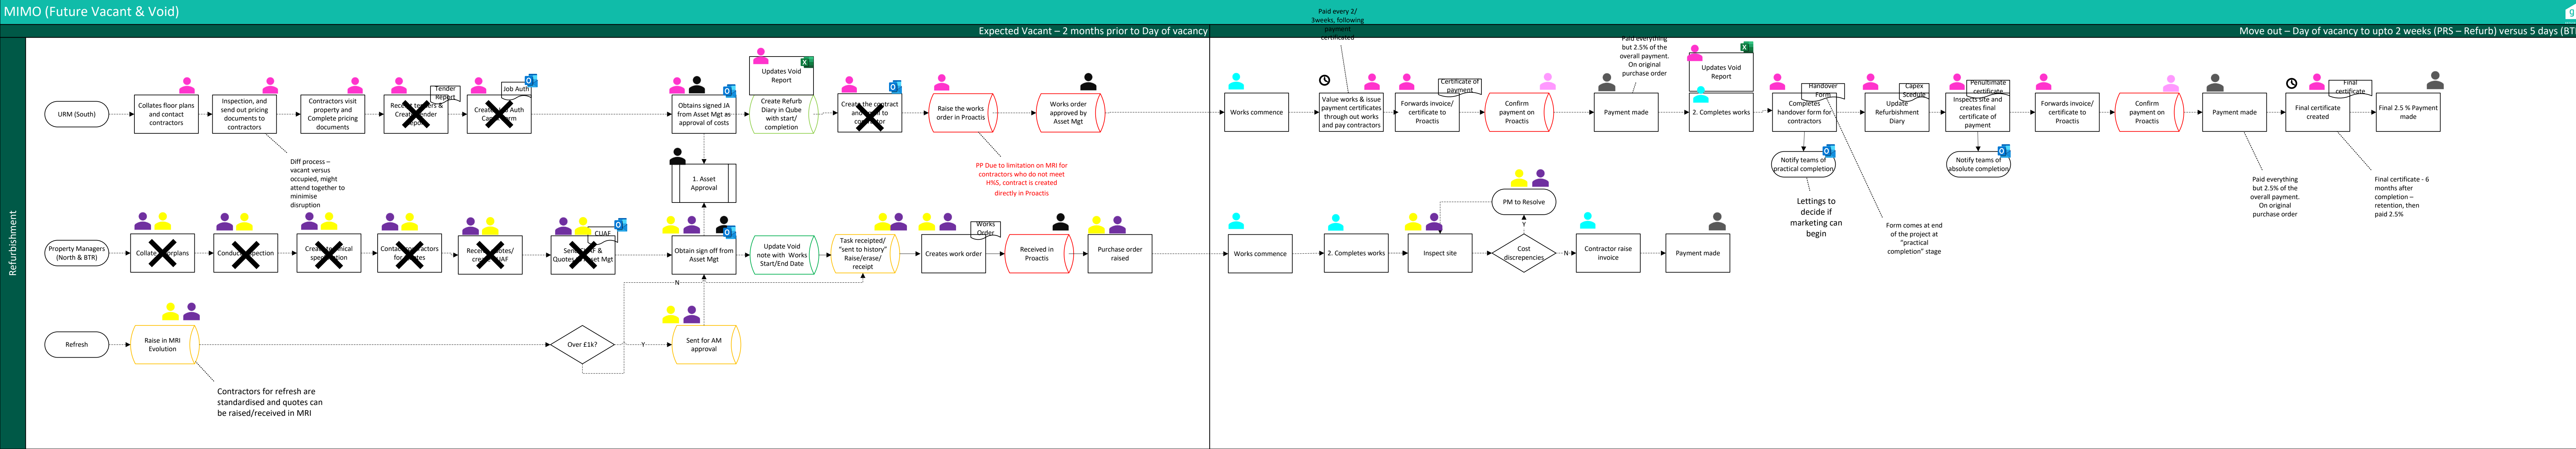 MIMO (Future Vacant & Void)
Expected Vacant – 2 months prior to Day of vacancy
Move out – Day of vacancy to upto 2 weeks (PRS – Refurb) versus 5 days (BT
Refurbishment
URM (South)
Collates floor plans
and contact
contractors
Inspection, and
send out pricing
documents to
contractors
Contractors visit
property and
Complete pricing
documents
Tender
Report
Job Auth
Obtains signed JA
from Asset Mgt as
approval of costs
Updates Void
Report
Create Refurb
Diary in Qube
with start/
completion
Create the contract
Raise the works
order in Proactis
Works order
approved by
Asset Mgt
Diff process –
vacant versus
occupied, might
attend together to
minimise
disruption
1. Asset
Approval
PP Due to limitation on MRI for
contractors who do not meet
H%S, contract is created
directly in Proactis
Paid every 2/
3weeks, following
payment
certificated
Works commence
Value works & issue
payment certificates
through out works
and pay contractors
Forwards invoice/
certificate to
Proactis
Certificate of
payment
Confirm
payment on
Proactis
Paid everything
but 2.5% of the
overall payment.
On original
purchase order
Payment made
Updates Void
Report
2. Completes works
Handover
Form
Completes
handover form for
contractors
Capex
Scedule
Update
Refurbishment
Diary
Penultimate
certificate
Inspects site and
creates final
certificate of
payment
Forwards invoice/
certificate to
Proactis
Confirm
payment on
Proactis
Payment made
Final
certificate
Final certificate
created
Final 2.5 % Payment
made
Notify teams of
practical completion
Notify teams of
absolute completion
Lettings to
decide if
marketing can
begin
Form comes at end
of the project at
“practical
completion” stage
Paid everything
but 2.5% of the
overall payment.
On original
purchase order
Final certificate - 6
months after
completion –
retention, then
paid 2.5%
Property Managers
(North & BTR)
Obtain sign off from
Asset Mgt
Update Void
note with Works
Start/End Date
Task receipted/
“sent to history”
Raise/erase/
receipt
Works
Order
Creates work order
Received in
Proactis
Purchase order
raised
Works commence
2. Completes works
Inspect site
PM to Resolve
Y
Cost
discrepencies
N
Contractor raise
invoice
Payment made
N
Refresh
Raise in MRI
Evolution
Over £1k?
Y
Sent for AM
approval
Contractors for refresh are
standardised and quotes can
be raised/received in MRI